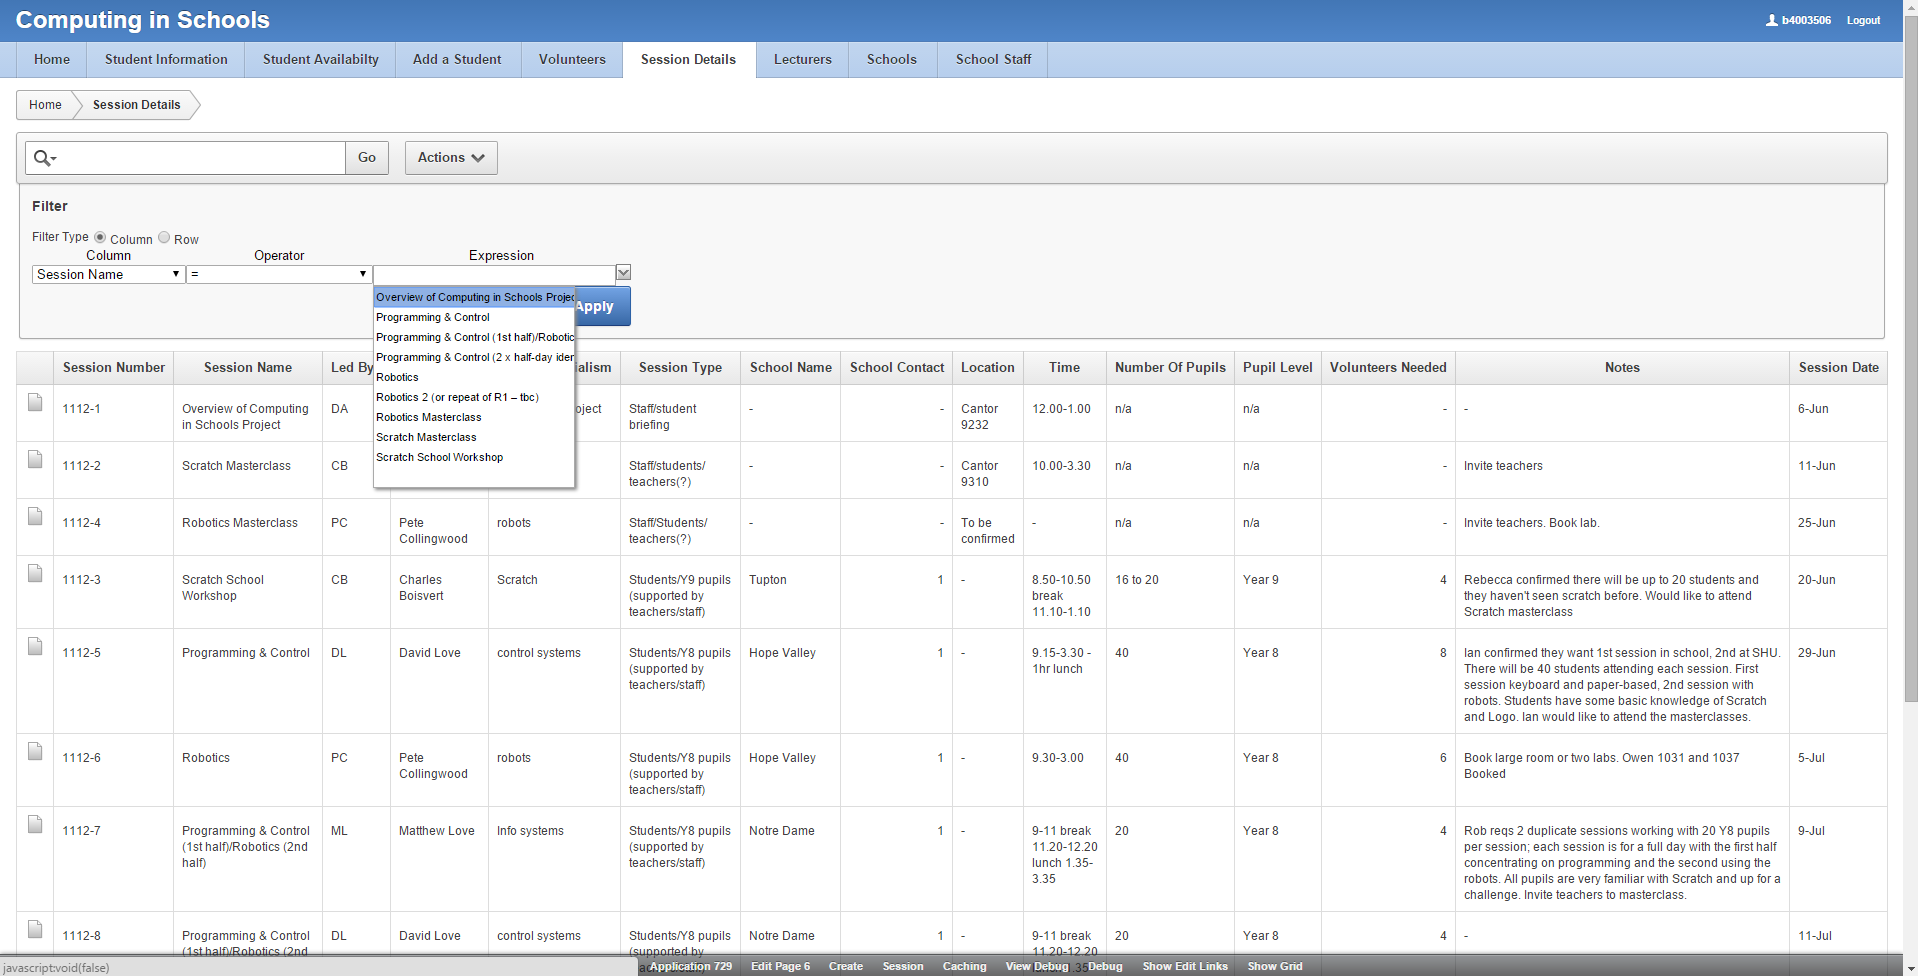 Computing in Schools
b4003506 Logout
Home Student Information Student Availabilty Add a Student Volunteers Session Details Lecturers Schools School Staff
Home Session Details
Go Actions
Filter
Filter Type Column Row
Column Operator Expression
Session Name =
Overview of Computing in Schools Projec
Programming & Control
Programming & Control (1st half)/Robotic
Programming & Control (2 x half-day iden
Robotics
Robotics 2 (or repeat of R1 – tbc)
Robotics Masterclass
Scratch Masterclass
Scratch School Workshop
Apply
Session Number Session Name Led By ialism Session Type School Name School Contact Location Time Number Of Pupils Pupil Level Volunteers Needed Notes Session Date
1112-1 Overview of Computing DA oject Staff/student - - Cantor 12.00-1.00 n/a n/a - - 6-Jun
in Schools Project briefing 9232
1112-2 Scratch Masterclass CB Staff/students/ - - Cantor 10.00-3.30 n/a n/a - Invite teachers 11-Jun
teachers(?) 9310
1112-4 Robotics Masterclass PC Pete robots Staff/Students/ - - To be - n/a n/a - Invite teachers. Book lab. 25-Jun
Collingwood teachers(?) confirmed
1112-3 Scratch School CB Charles Scratch Students/Y9 pupils Tupton 1 - 8.50-10.50 16 to 20 Year 9 4 Rebecca confirmed there will be up to 20 students and 20-Jun
Workshop Boisvert (supported by break they haven't seen scratch before. Would like to attend
teachers/staff) 11.10-1.10 Scratch masterclass
1112-5 Programming & Control DL David Love control systems Students/Y8 pupils Hope Valley 1 - 9.15-3.30 - 40 Year 8 8 Ian confirmed they want 1st session in school, 2nd at SHU. 29-Jun
(supported by 1hr lunch There will be 40 students attending each session. First
teachers/staff) session keyboard and paper-based, 2nd session with
robots. Students have some basic knowledge of Scratch
and Logo. Ian would like to attend the masterclasses.
1112-6 Robotics PC Pete robots Students/Y8 pupils Hope Valley 1 - 9.30-3.00 40 Year 8 6 Book large room or two labs. Owen 1031 and 1037 5-Jul
Collingwood (supported by Booked
teachers/staff)
1112-7 Programming & Control ML Matthew Love Info systems Students/Y8 pupils Notre Dame 1 - 9-11 break 20 Year 8 4 Rob reqs 2 duplicate sessions working with 20 Y8 pupils 9-Jul
(1st half)/Robotics (2nd (supported by 11.20-12.20 per session; each session is for a full day with the first half
half) teachers/staff) lunch 1.35- concentrating on programming and the second using the
3.35 robots. All pupils are very familiar with Scratch and up for a
challenge. Invite teachers to masterclass.
1112-8 Programming & Control DL David Love control systems Students/Y8 pupils Notre Dame 1 - 9-11 break 20 Year 8 4 - 11-Jul
(1st half)/Robotics (2nd (supported by 11.20-12.20
javascript:void(false) Application 729 Edit Page 6 Create Session Caching View Debug Debug Show Edit Links Show Grid